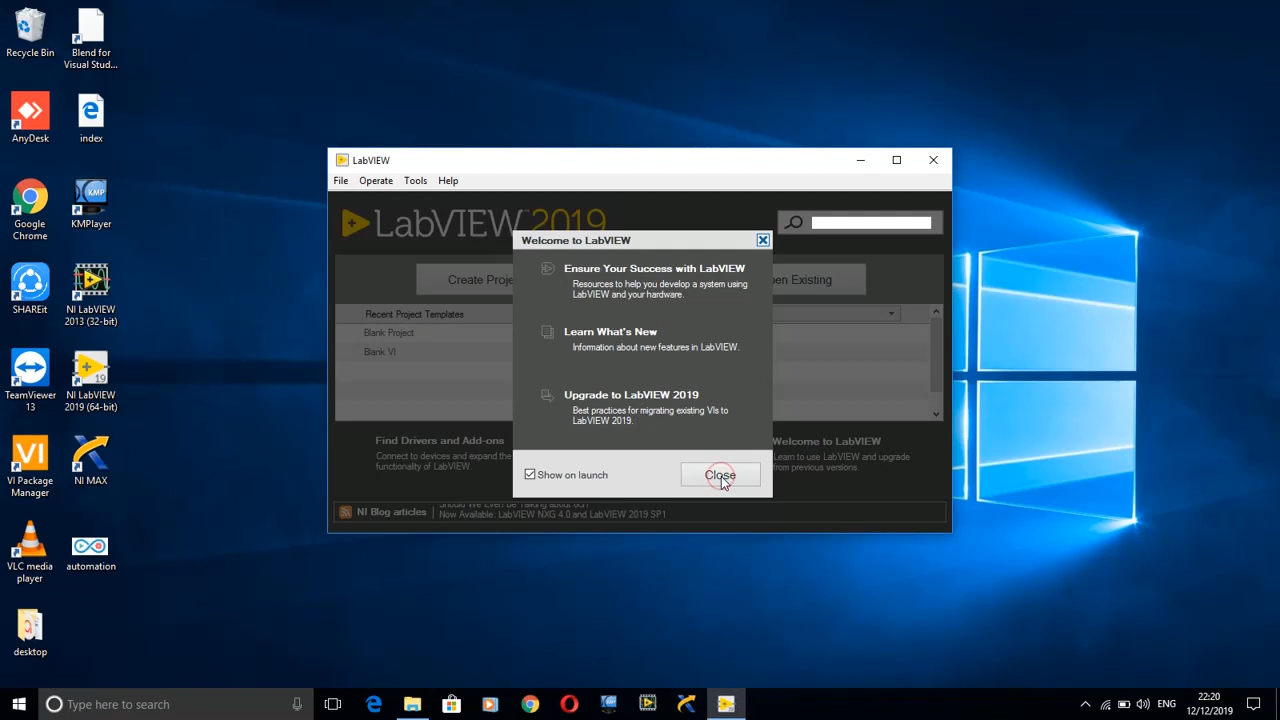 Recycle Bin
Blend for
Visual Stud...
AnyDesk
index
Google
Chrome
KMP
KMPlayer
SHAREit
NI LabVIEW
2013 (32-bit)
TeamViewer
13
19
NI LabVIEW
2019 (64-bit)
VI
VI Package
Manager
NI MAX
VLC media
player
automation
desktop
LabVIEW
File Operate Tools Help
LabVIEW 2019
Welcome to LabVIEW
Ensure Your Success with LabVIEW
Resources to help you develop a system using
LabVIEW and your hardware.
Learn What's New
Information about new features in LabVIEW.
Upgrade to LabVIEW 2019
Best practices for migrating existing VIs to
LabVIEW 2019.
Show on launch
Close
Create Proje
en Existing
Recent Project Templates
Blank Project
Blank VI
Find Drivers and Add-ons
Connect to devices and expand the
functionality of LabVIEW.
Welcome to LabVIEW
Learn to use LabVIEW and upgrade
from previous versions.
NI Blog articles
Now Available: LabVIEW NXG 4.0 and LabVIEW 2019 SP1
Type here to search
ENG
22:20
12/12/2019